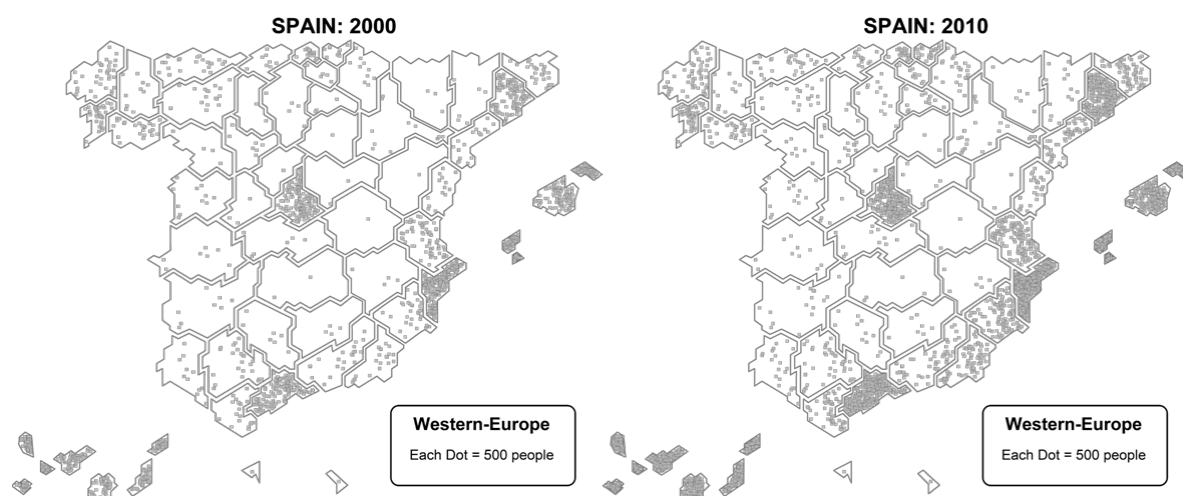 SPAIN: 2000
Western-Europe
Each Dot = 500 people
SPAIN: 2010
Western-Europe
Each Dot = 500 people